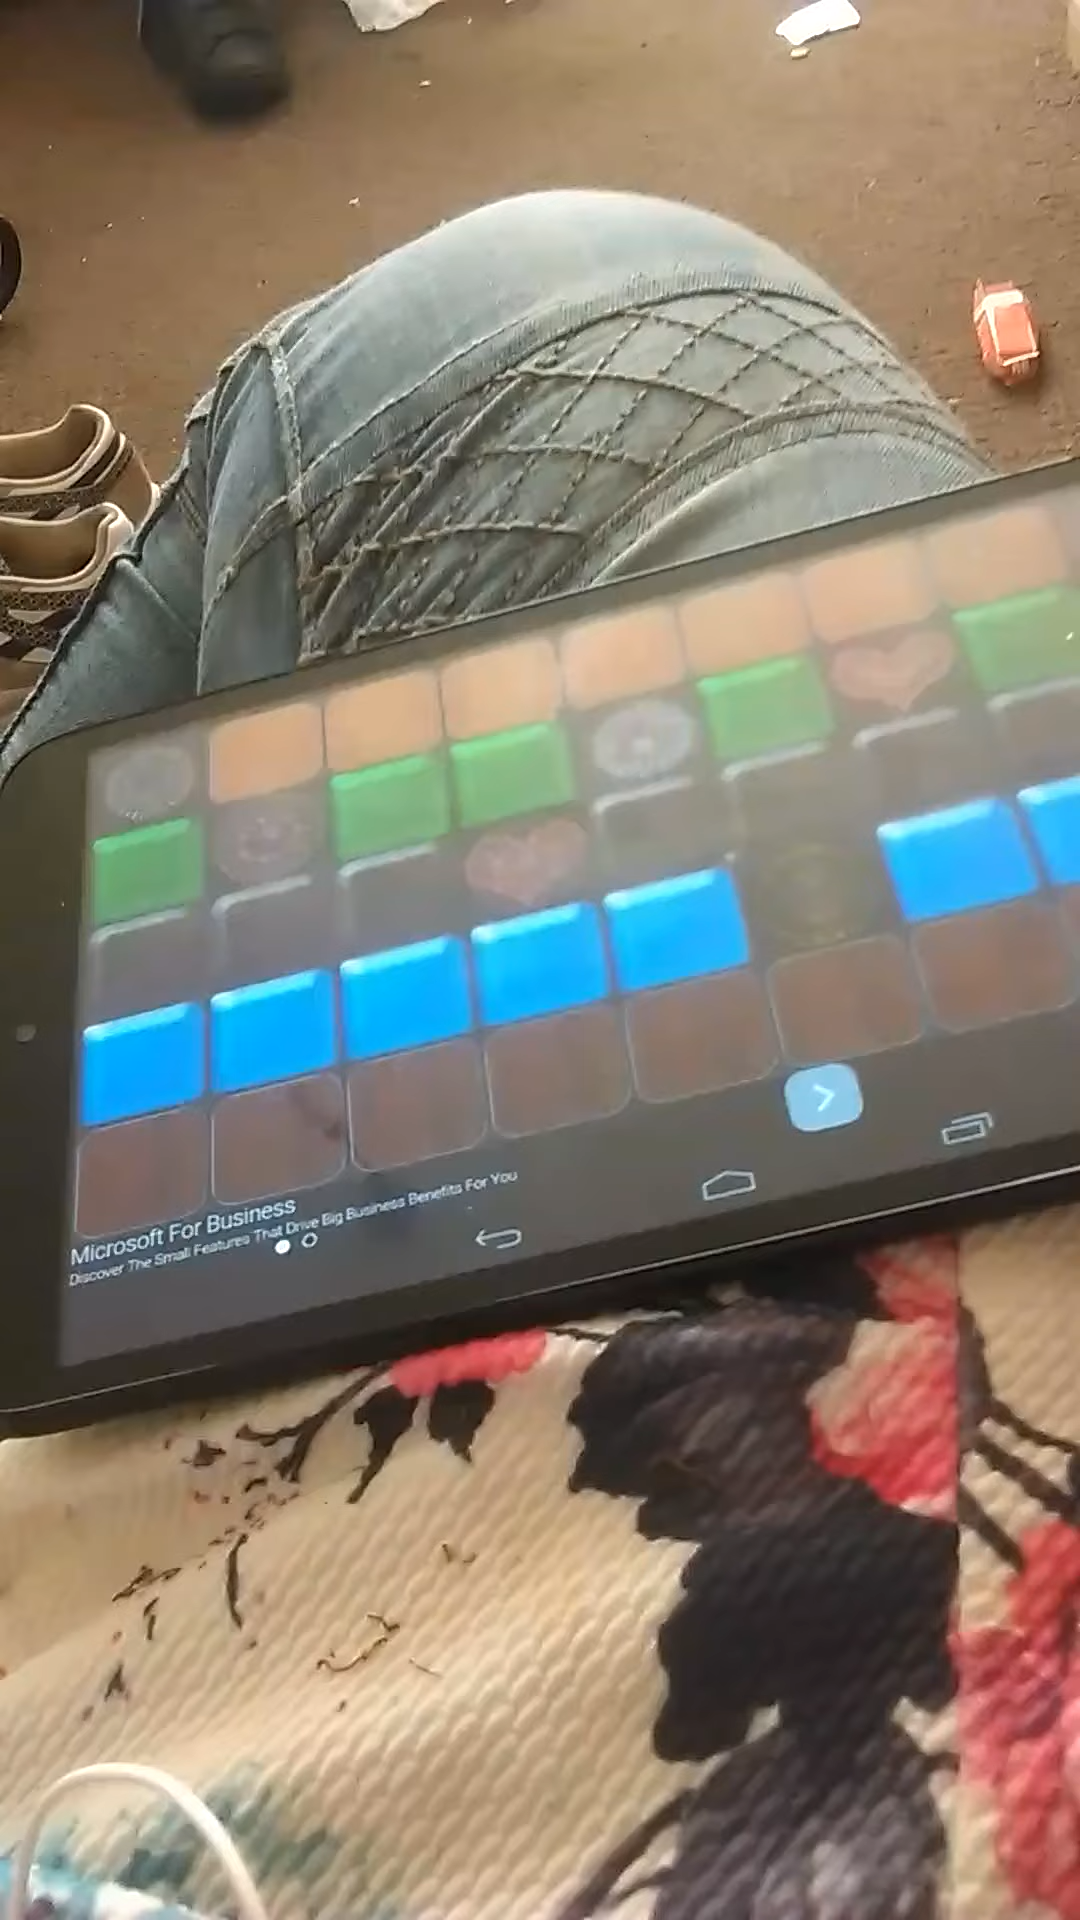 Microsoft For Business
Discover The Small Features That Drive Big Business Benefits For You